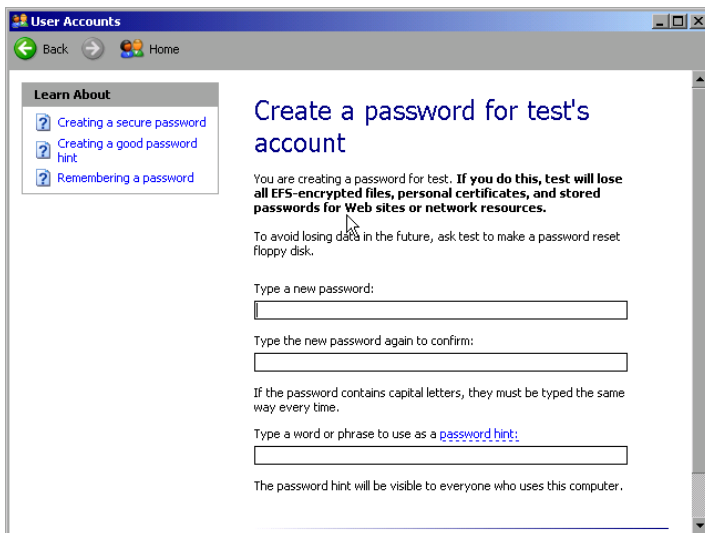 User Accounts
Back
Home
Learn About
Creating a secure password
Creating a good password
hint
Remembering a password
Create a password for test's
account
You are creating a password for test. If you do this, test will lose
all EFS-encrypted files, personal certificates, and stored
passwords for Web sites or network resources.
To avoid losing data in the future, ask test to make a password reset
floppy disk.
Type a new password:
Type the new password again to confirm:
If the password contains capital letters, they must be typed the same
way every time.
Type a word or phrase to use as a password hint:
The password hint will be visible to everyone who uses this computer.